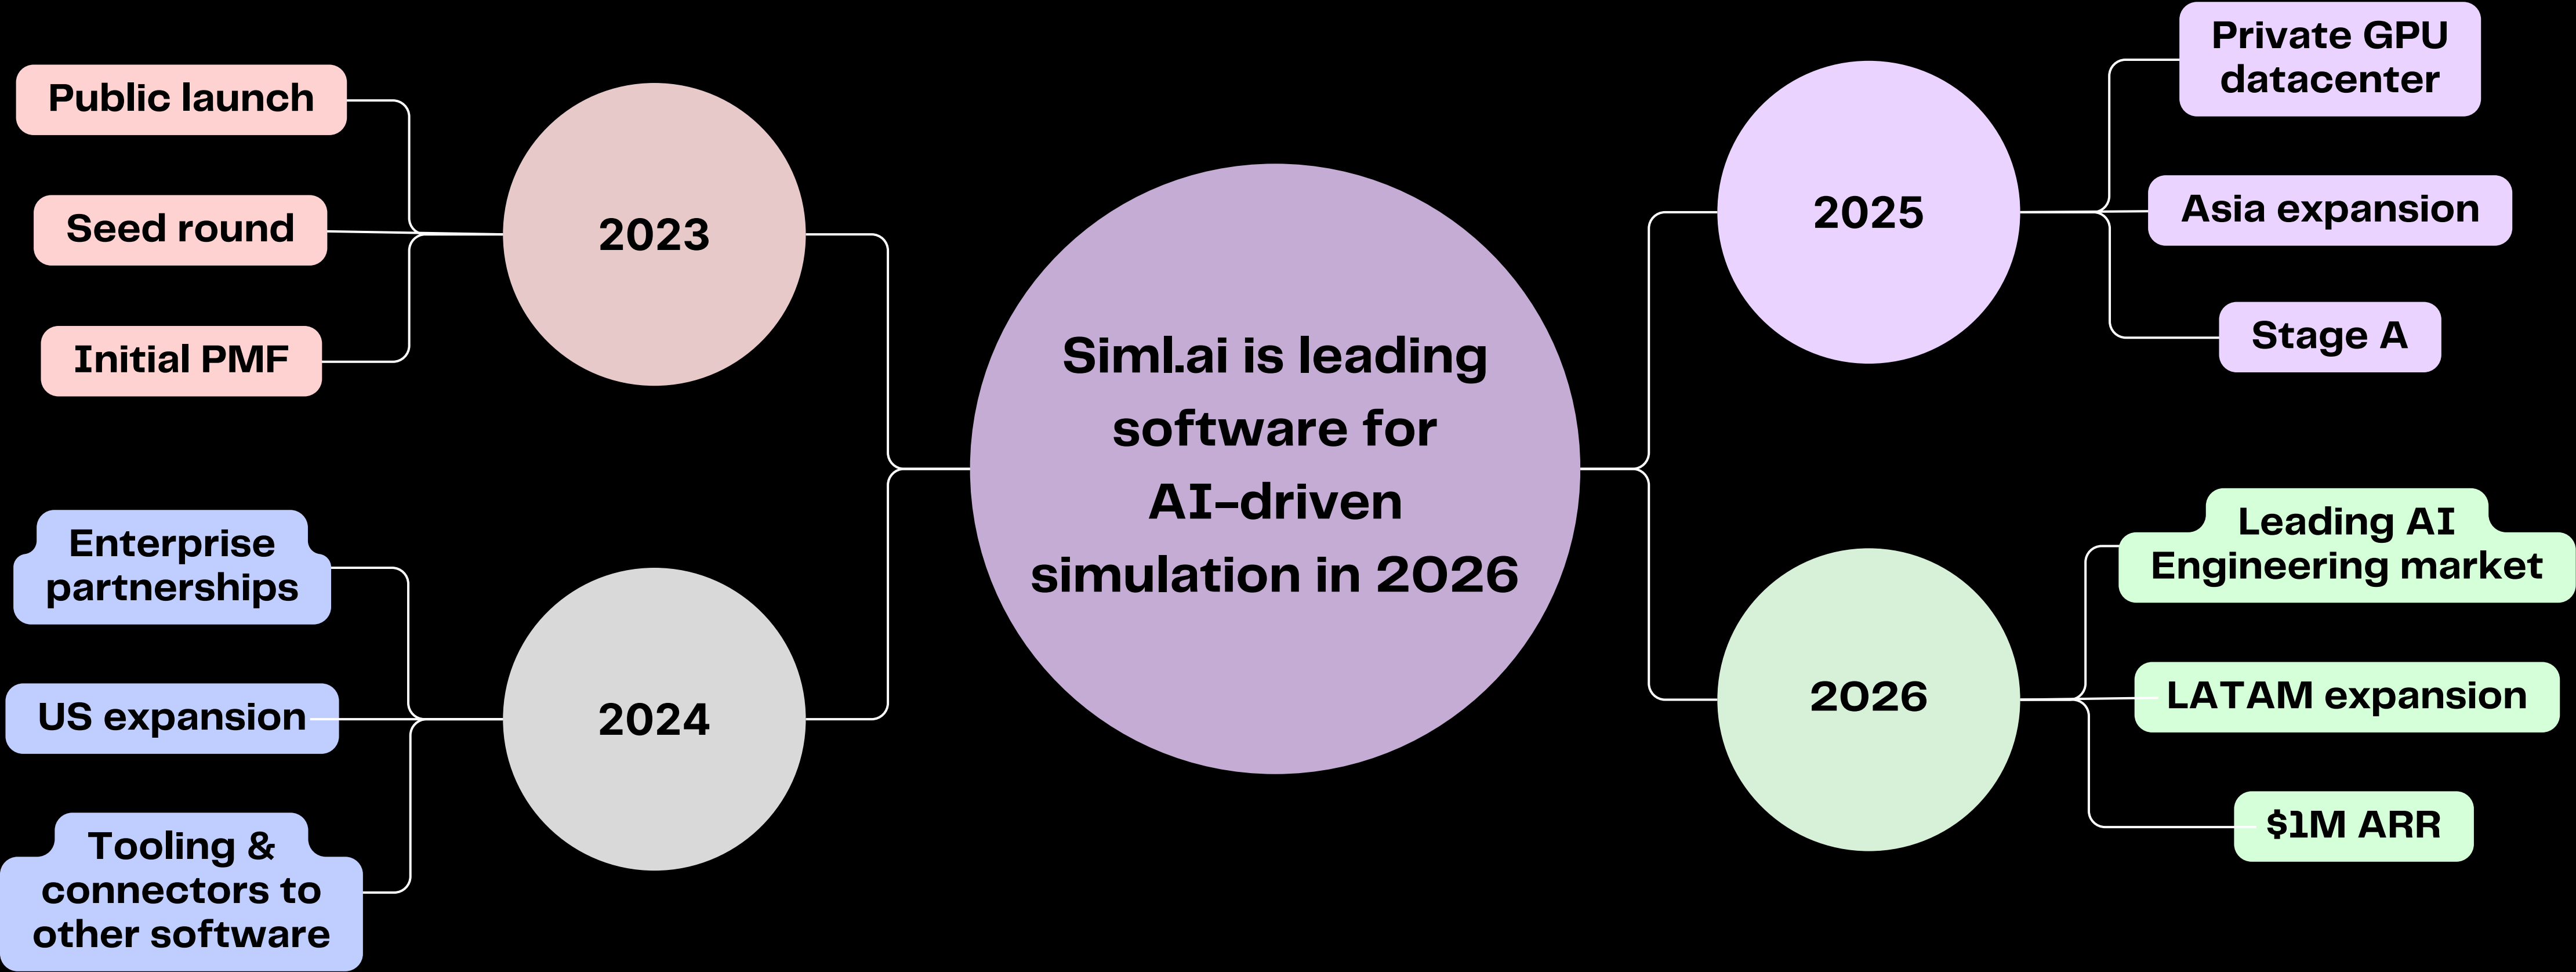 Public launch
Seed round
Initial PMF
2023
Enterprise
partnerships
US expansion
Tooling &
connectors to
other software
2024
Siml.ai is leading
software for
AI-driven
simulation in 2026
2025
Private GPU
datacenter
Asia expansion
Stage A
2026
Leading AI
Engineering market
LATAM expansion
$1M ARR